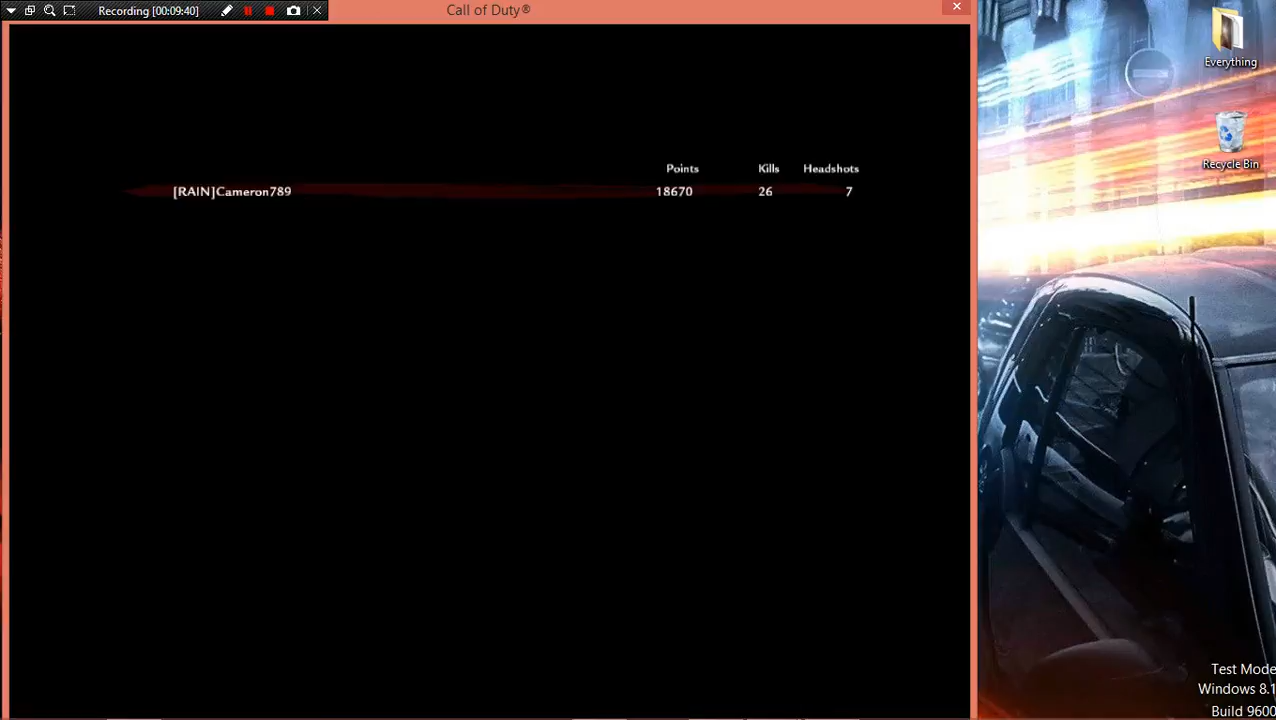 Recording [00:09:40]
Call of Duty®
Everything
Recycle Bin
Points Kills Headshots
[RAIN]Cameron789 18670 26 7
Test Mode
Windows 8.1
Build 9600